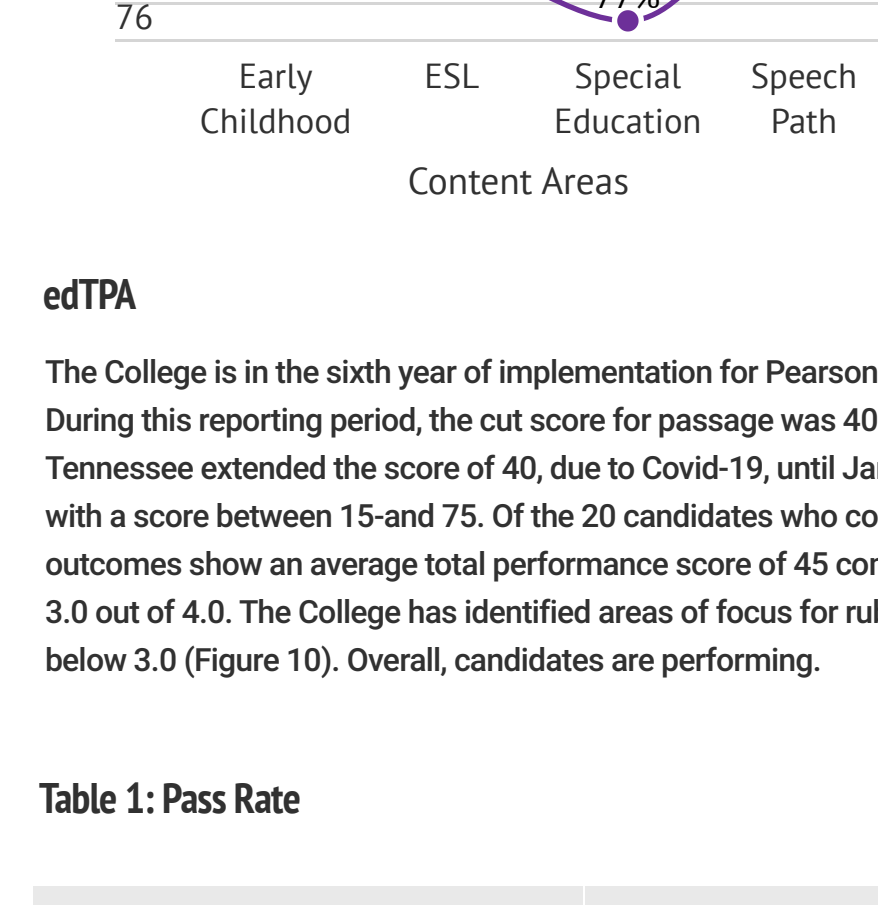 77%
76
Early ESL Special Speech
Childhood Education Path
Content Areas
edTPA
The College is in the sixth year of implementation for Pearson
During this reporting period, the cut score for passage was 40
Tennessee extended the score of 40, due to Covid-19, until
with a score between 15-and 75. Of the 20 candidates who
outcomes show an average total performance score of 45
3.0 out of 4.0. The College has identified areas of focus for
below 3.0 (Figure 10). Overall, candidates are performing.
Table 1: Pass Rate